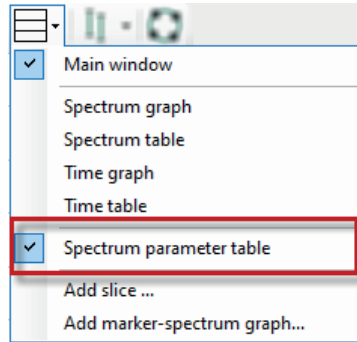 Main window
Spectrum graph
Spectrum table
Time graph
Time table
Spectrum parameter table
Add slice ...
Add marker-spectrum graph...